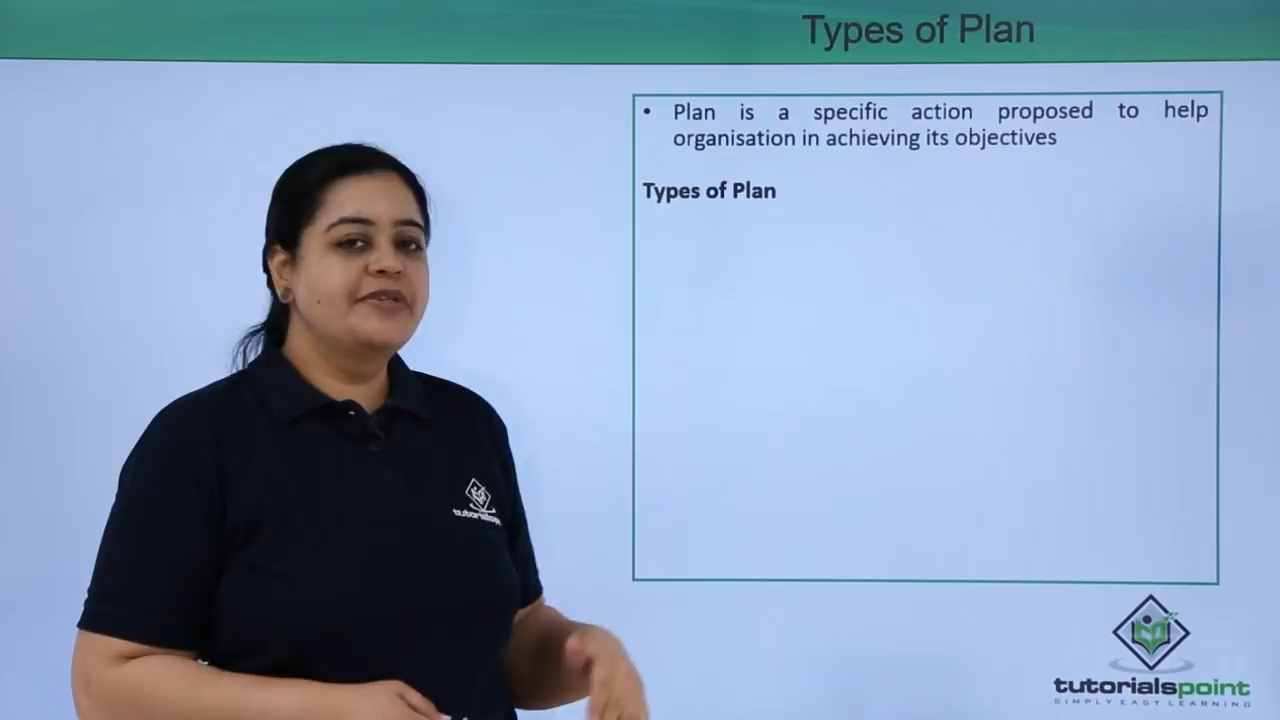 Types of Plan
• Plan is a specific action proposed to help
organisation in achieving its objectives
Types of Plan
tutorialspoint
SIMPLY EASY LEARNING